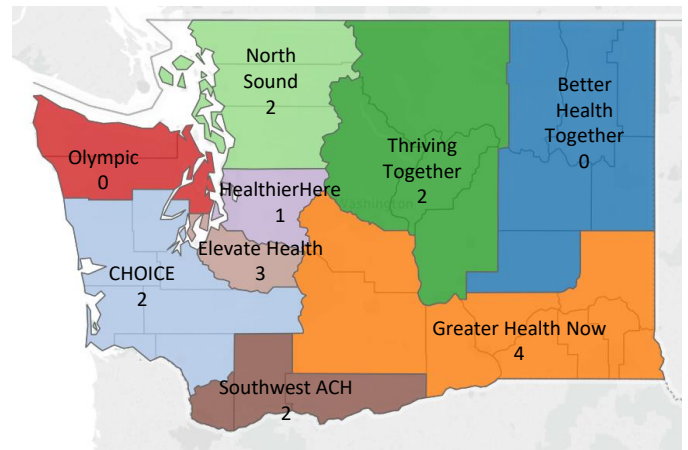 North
Sound
2
Better
Health
Together
0
Olympic
0
Thriving
Together
2
HealthierHere
1
Washington
Elevate Health
3
CHOICE
2
Greater Health Now
4
Southwest ACH
2